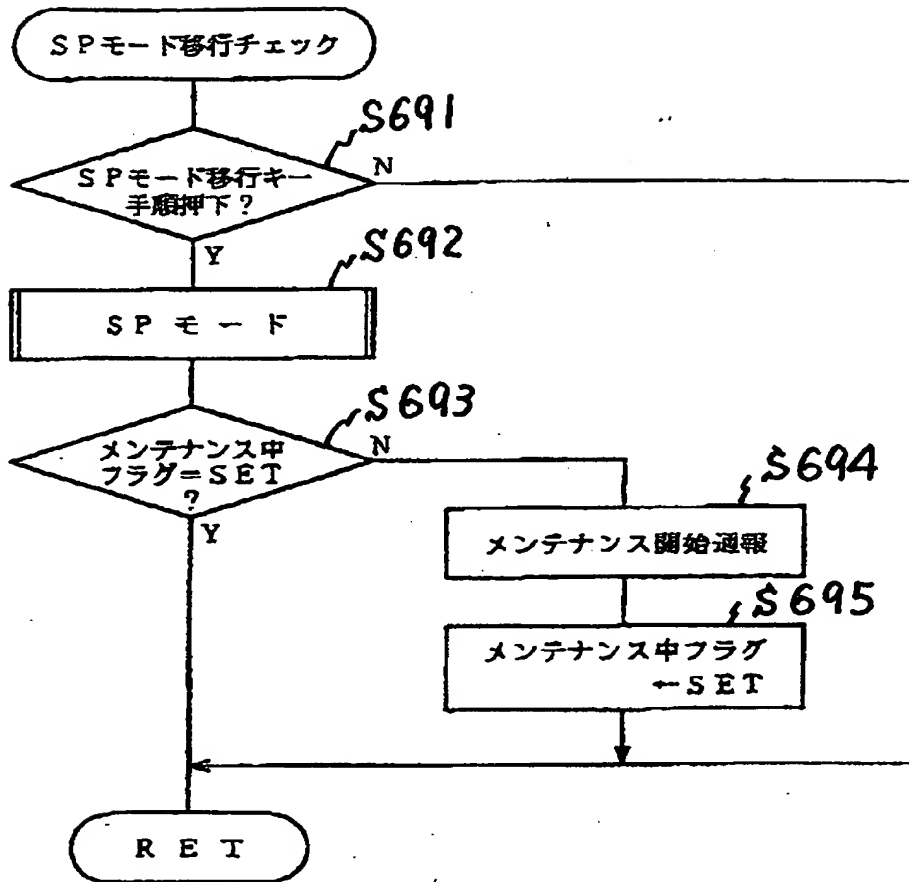 SPモード移行チェック
S691
SPモード移行キー
手順押下?
N
Y
S692
SPモード
S693
メンテナンス中
フラグ=SET
?
N
Y
S694
メンテナンス開始通報
S695
メンテナンス中フラグ
←SET
RET